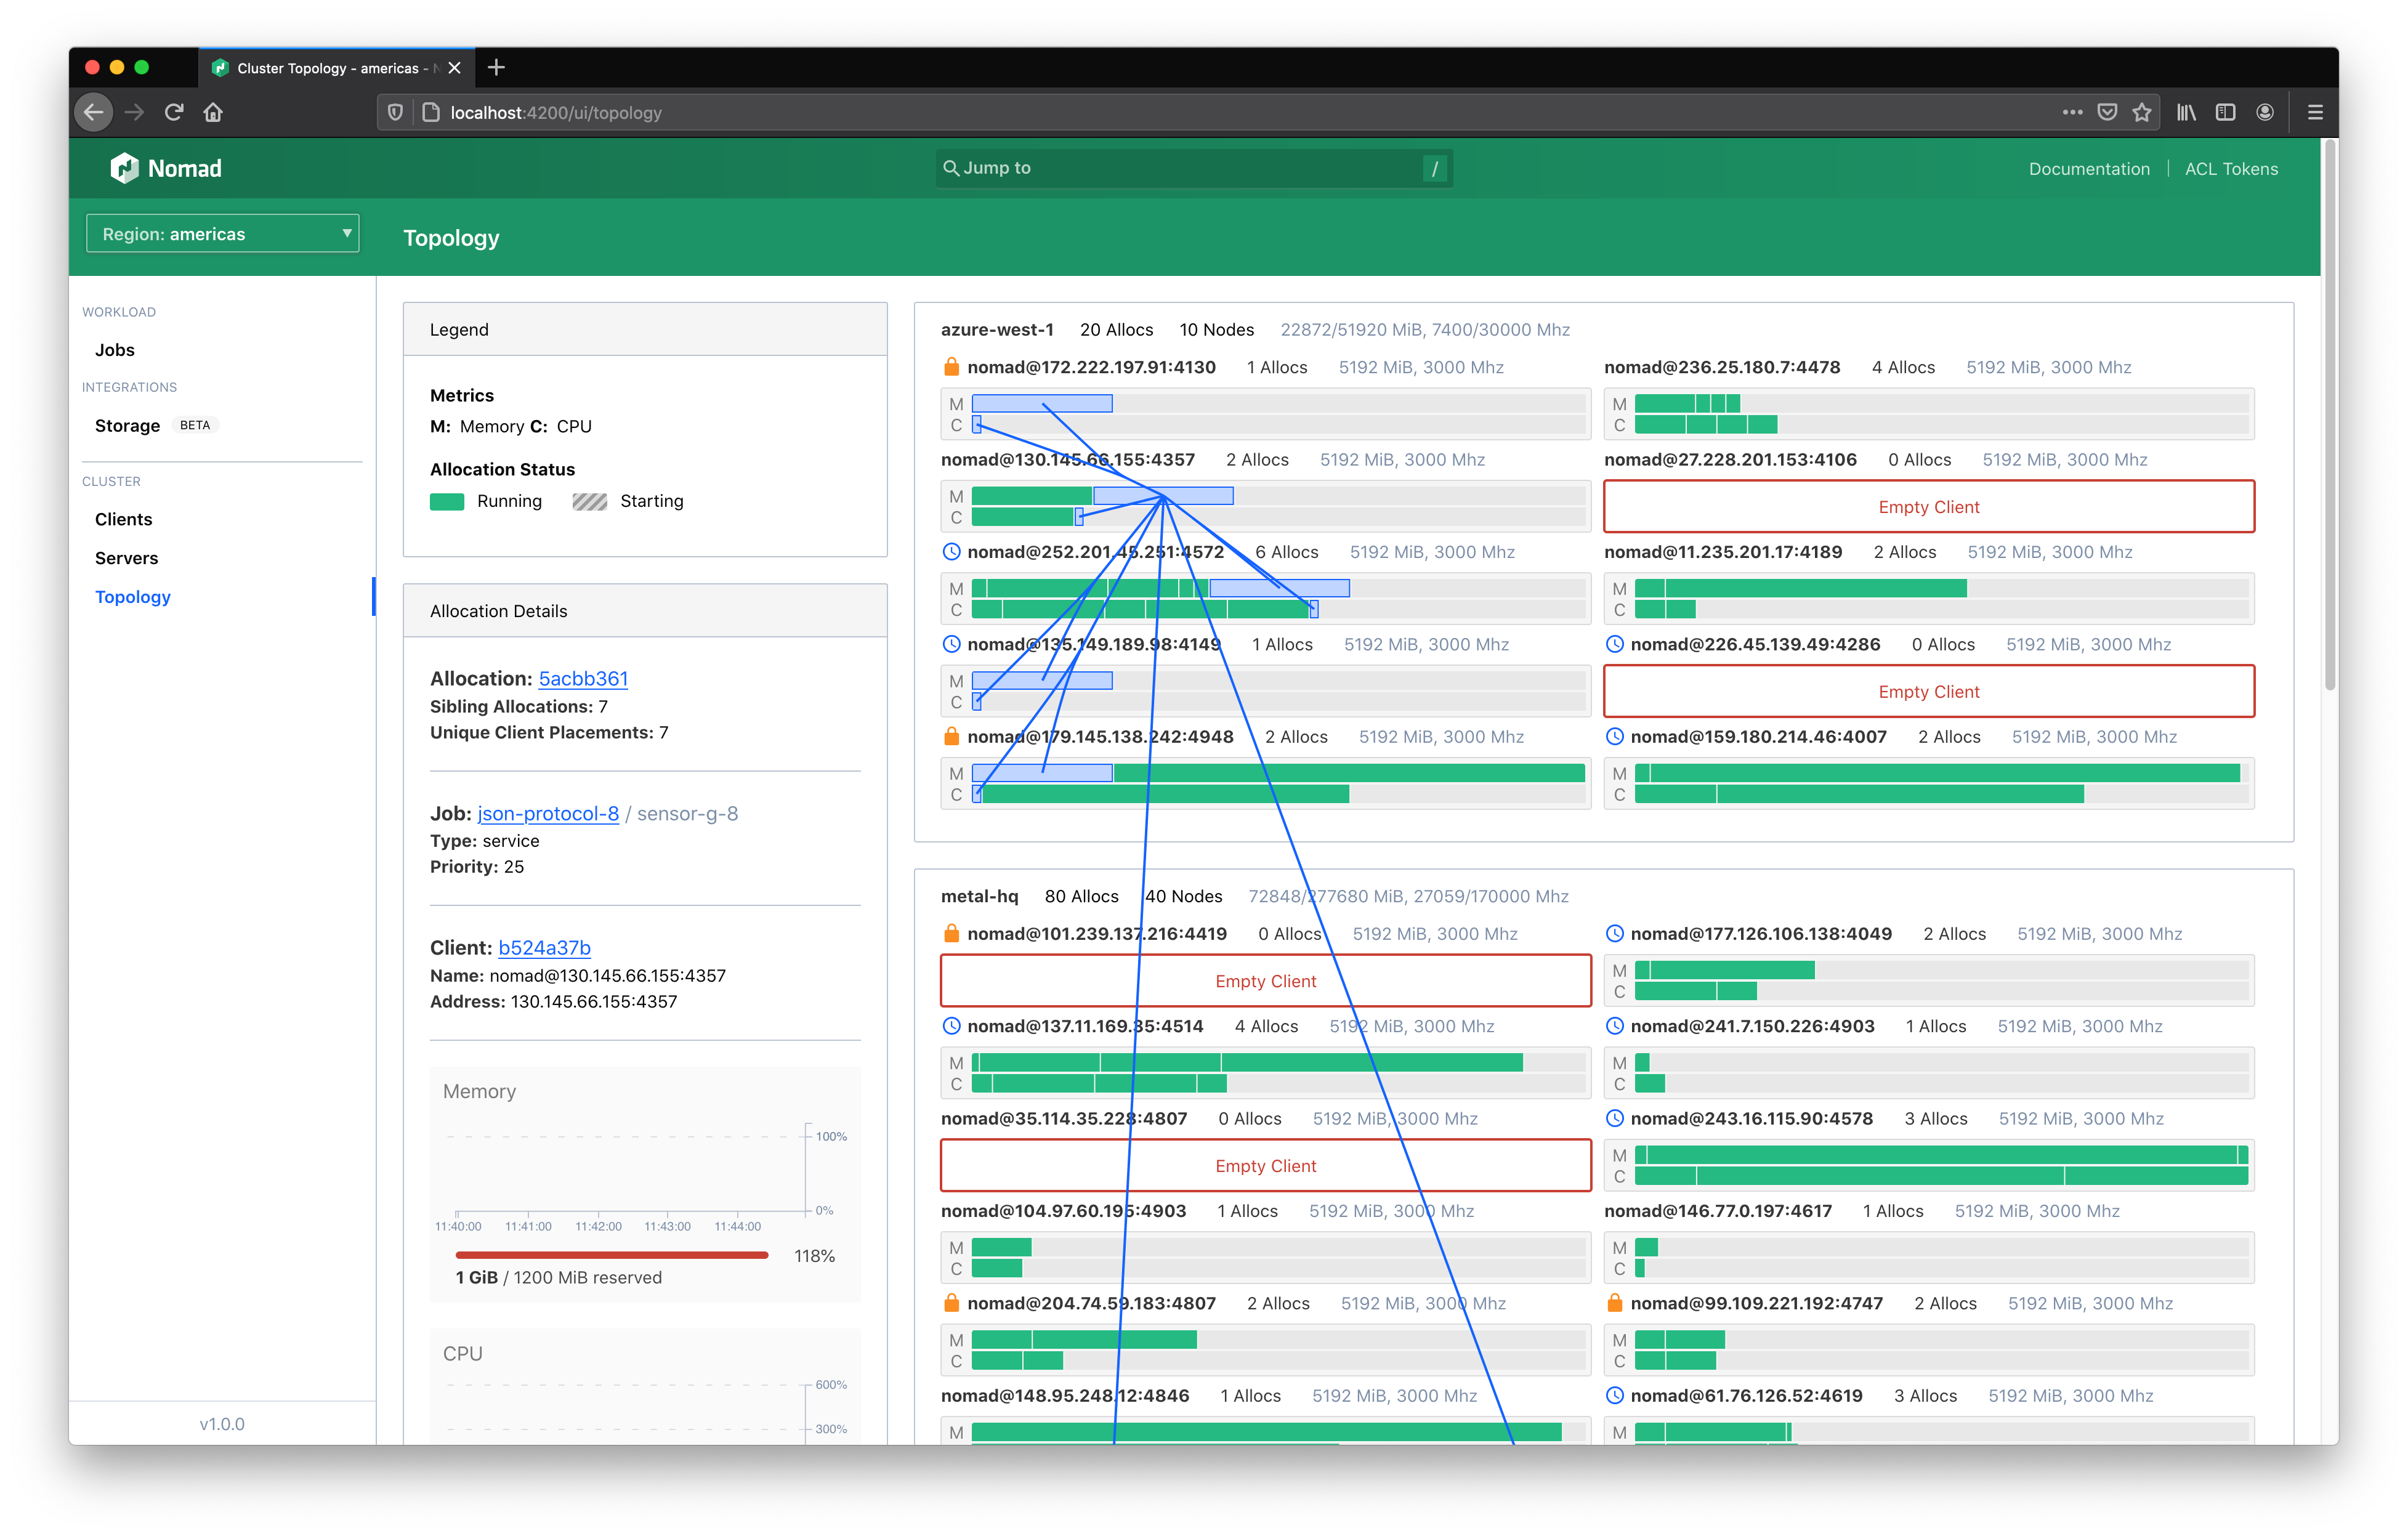 Cluster Topology - americas - N
localhost:4200/ui/topology
Nomad
Jump to
/
Documentation
ACL Tokens
Region: americas
Topology
WORKLOAD
Jobs
INTEGRATIONS
Storage BETA
CLUSTER
Clients
Servers
Topology
v1.0.0
Legend
Metrics
M: Memory C: CPU
Allocation Status
Running Starting
Allocation Details
Allocation: 5acbb361
Sibling Allocations: 7
Unique Client Placements: 7
Job: json-protocol-8 / sensor-g-8
Type: service
Priority: 25
Client: b524a37b
Name: nomad@130.145.66.155:4357
Address: 130.145.66.155:4357
Memory
100%
0%
11:40:00 11:41:00 11:42:00 11:43:00 11:44:00
118%
1 GiB / 1200 MiB reserved
CPU
600%
300%
azure-west-1 20 Allocs 10 Nodes 22872/51920 MiB, 7400/30000 Mhz
nomad@172.222.197.91:4130 1 Allocs 5192 MiB, 3000 Mhz
M
C
nomad@236.25.180.7:4478 4 Allocs 5192 MiB, 3000 Mhz
M
C
nomad@130.145.66.155:4357 2 Allocs 5192 MiB, 3000 Mhz
M
C
nomad@27.228.201.153:4106 0 Allocs 5192 MiB, 3000 Mhz
Empty Client
nomad@252.201.45.251:4572 6 Allocs 5192 MiB, 3000 Mhz
M
C
nomad@11.235.201.17:4189 2 Allocs 5192 MiB, 3000 Mhz
M
C
nomad@135.149.189.98:4149 1 Allocs 5192 MiB, 3000 Mhz
M
C
nomad@226.45.139.49:4286 0 Allocs 5192 MiB, 3000 Mhz
Empty Client
nomad@179.145.138.242:4948 2 Allocs 5192 MiB, 3000 Mhz
M
C
nomad@159.180.214.46:4007 2 Allocs 5192 MiB, 3000 Mhz
M
C
metal-hq 80 Allocs 40 Nodes 72848/277680 MiB, 27059/170000 Mhz
nomad@101.239.137.216:4419 0 Allocs 5192 MiB, 3000 Mhz
Empty Client
nomad@177.126.106.138:4049 2 Allocs 5192 MiB, 3000 Mhz
M
C
nomad@137.11.169.35:4514 4 Allocs 5192 MiB, 3000 Mhz
M
C
nomad@241.7.150.226:4903 1 Allocs 5192 MiB, 3000 Mhz
M
C
nomad@35.114.35.228:4807 0 Allocs 5192 MiB, 3000 Mhz
Empty Client
nomad@243.16.115.90:4578 3 Allocs 5192 MiB, 3000 Mhz
M
C
nomad@104.97.60.195:4903 1 Allocs 5192 MiB, 3000 Mhz
M
C
nomad@146.77.0.197:4617 1 Allocs 5192 MiB, 3000 Mhz
M
C
nomad@204.74.59.183:4807 2 Allocs 5192 MiB, 3000 Mhz
M
C
nomad@99.109.221.192:4747 2 Allocs 5192 MiB, 3000 Mhz
M
C
nomad@148.95.248.12:4846 1 Allocs 5192 MiB, 3000 Mhz
M
nomad@61.76.126.52:4619 3 Allocs 5192 MiB, 3000 Mhz
M